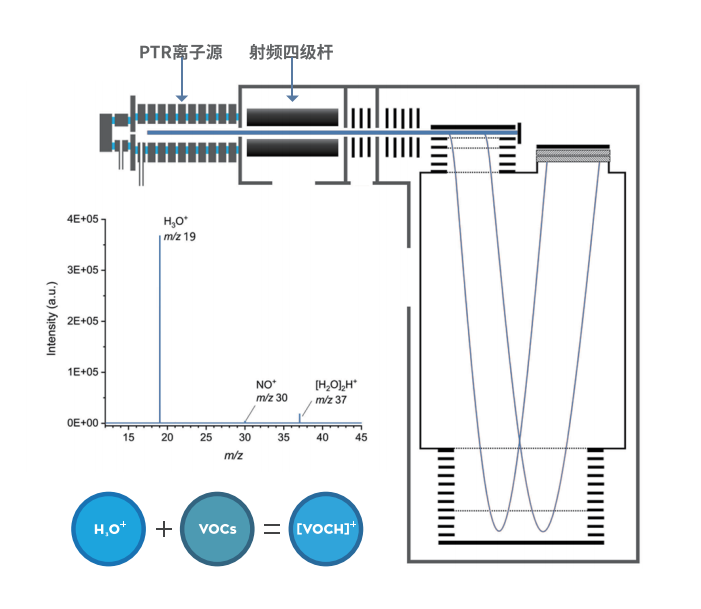 PTR离子源 射频四级杆
4E+05
3E+05
2E+05
1E+05
0E+00
Intensity (a.u.)
H₃O⁺
m/z 19
NO⁺
m/z 30
[H₂O]₂H⁺
m/z 37
15 20 25 30 35 40 45
m/z
H₃O⁺ + VOCs = [VOCH]⁺